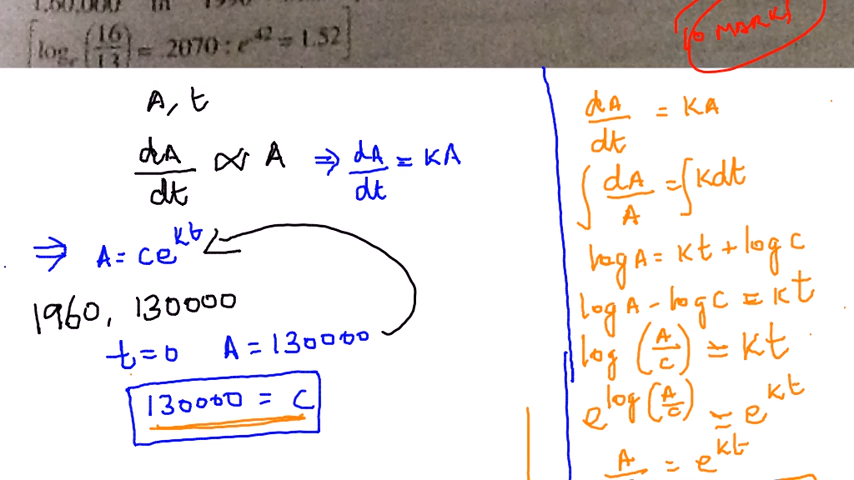 1,60,000 in 1990
[log_e (16/13) = .2070 ; e^.42 = 1.52]
10 MARKS
A, t
dA/dt ∝ A ⇒ dA/dt = KA
⇒ A = ce^Kt
1960, 130000
t = 0 A = 130000
130000 = C
dA/dt = KA
∫ dA/A = ∫ Kdt
log A = Kt + log C
log A - log C = Kt
log (A/C) = Kt
e^log(A/C) = e^Kt
A = e^Kt